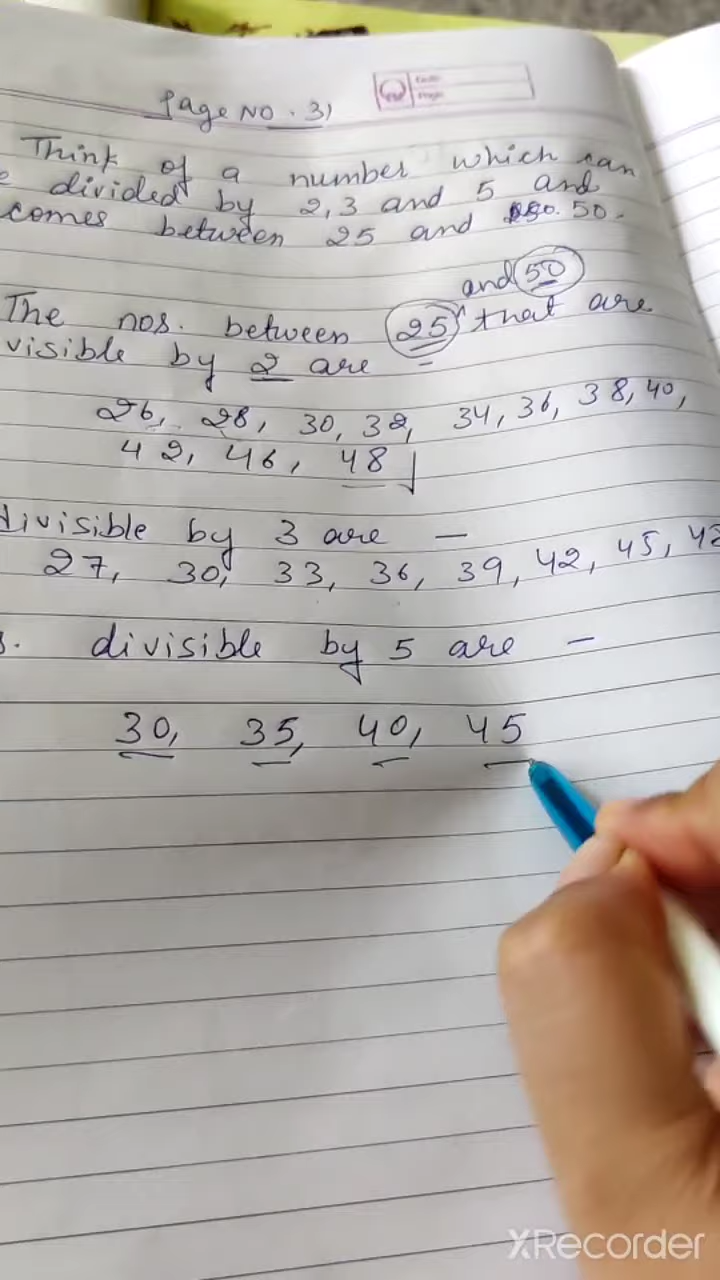 Page No. 31
Think of a number which can
e divided by 2, 3 and 5 and
comes between 25 and 50.
and 50
The nos. between 25 ^ that are
visible by 2 are -
26, 28, 30, 32, 34, 36, 38, 40,
42, 46, 48
divisible by 3 are —
27, 30, 33, 36, 39, 42, 45, 42
s. divisible by 5 are —
30, 35, 40, 45
XRecorder